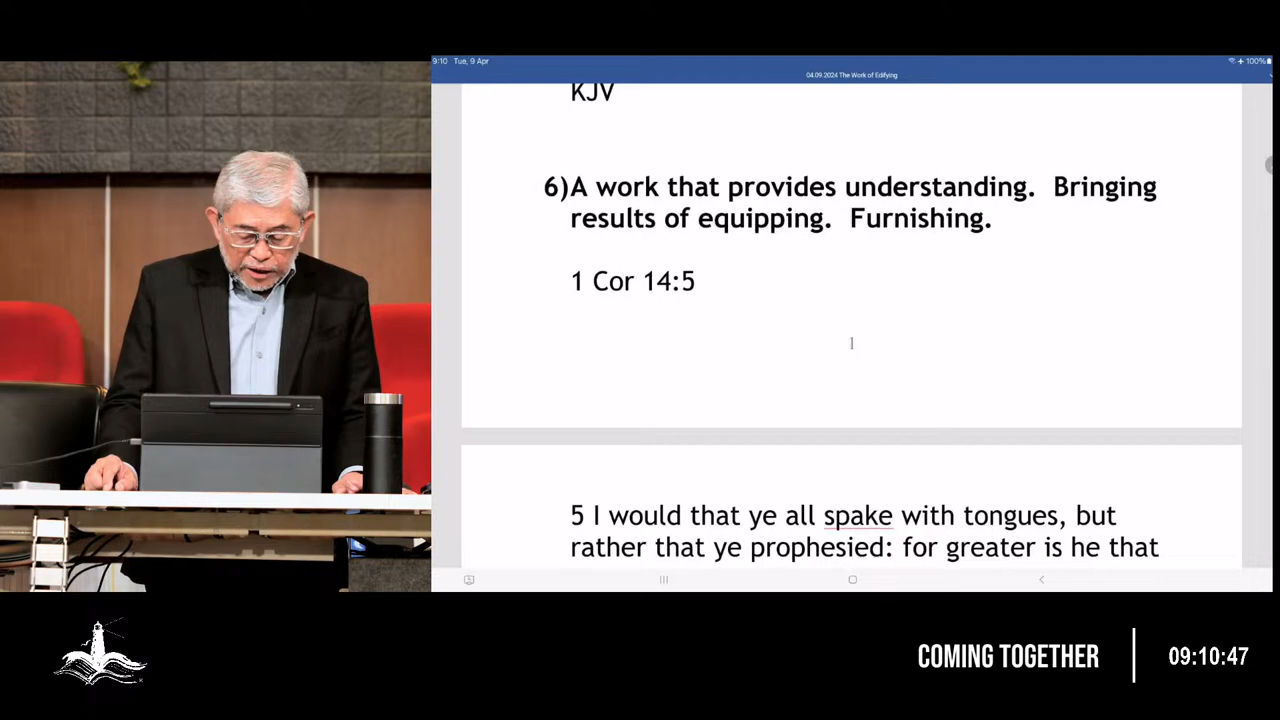 9:10 Tue, 9 Apr
100%
04.09.2024 The Work of Edifying
KJV
6)A work that provides understanding. Bringing
results of equipping. Furnishing.
1 Cor 14:5
5 I would that ye all spake with tongues, but
rather that ye prophesied: for greater is he that
COMING TOGETHER
09:10:47